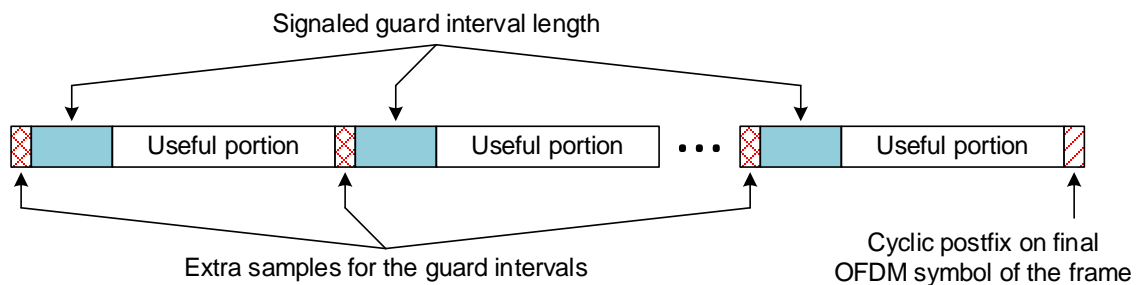 Signaled guard interval length
Useful portion Useful portion ••• Useful portion
Extra samples for the guard intervals
Cyclic postfix on final
OFDM symbol of the frame